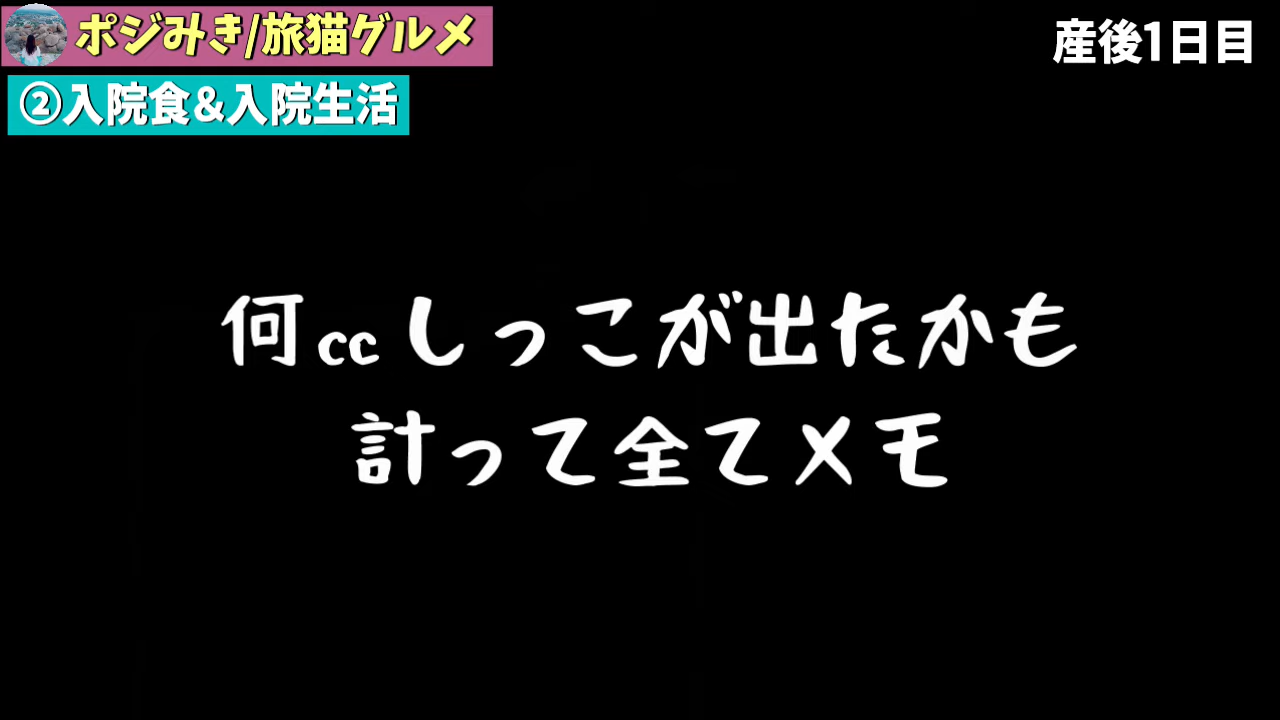 ポジみき/旅猫グルメ
産後1日目
②入院食&入院生活
何ccしっこが出たかも
計って全てメモ